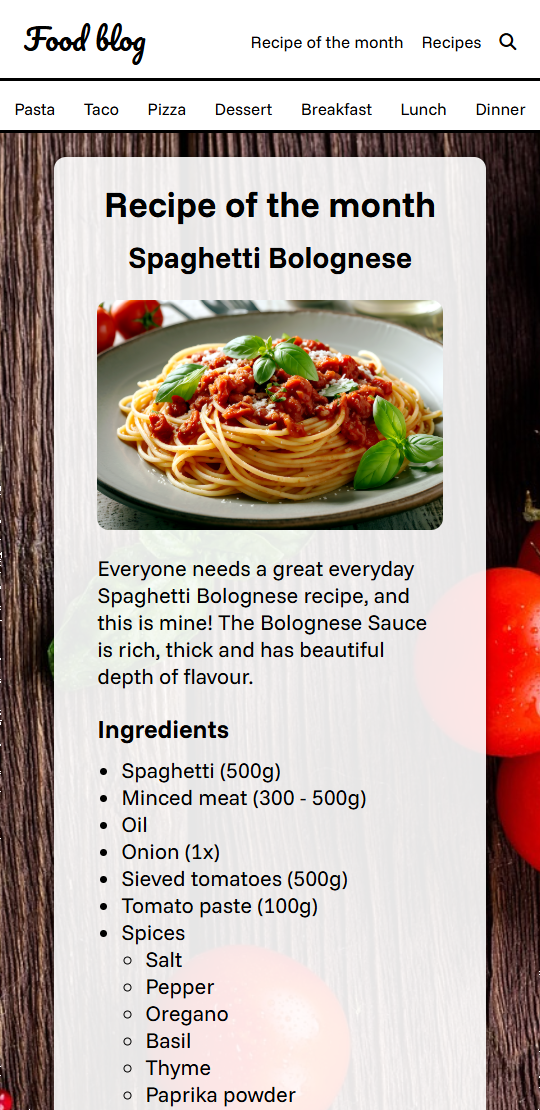 Food blog
Recipe of the month Recipes
Pasta Taco Pizza Dessert Breakfast Lunch Dinner
Recipe of the month
Spaghetti Bolognese
Everyone needs a great everyday
Spaghetti Bolognese recipe, and
this is mine! The Bolognese Sauce
is rich, thick and has beautiful
depth of flavour.
Ingredients
Spaghetti (500g)
Minced meat (300 - 500g)
Oil
Onion (1x)
Sieved tomatoes (500g)
Tomato paste (100g)
Spices
Salt
Pepper
Oregano
Basil
Thyme
Paprika powder